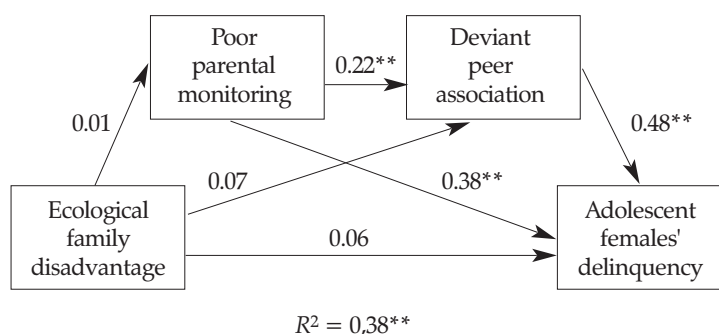 Poor
parental
monitoring
0.22**
Deviant
peer
association
0.01
0.07
0.38**
0.48**
Ecological
family
disadvantage
0.06
Adolescent
females'
delinquency
R² = 0,38**